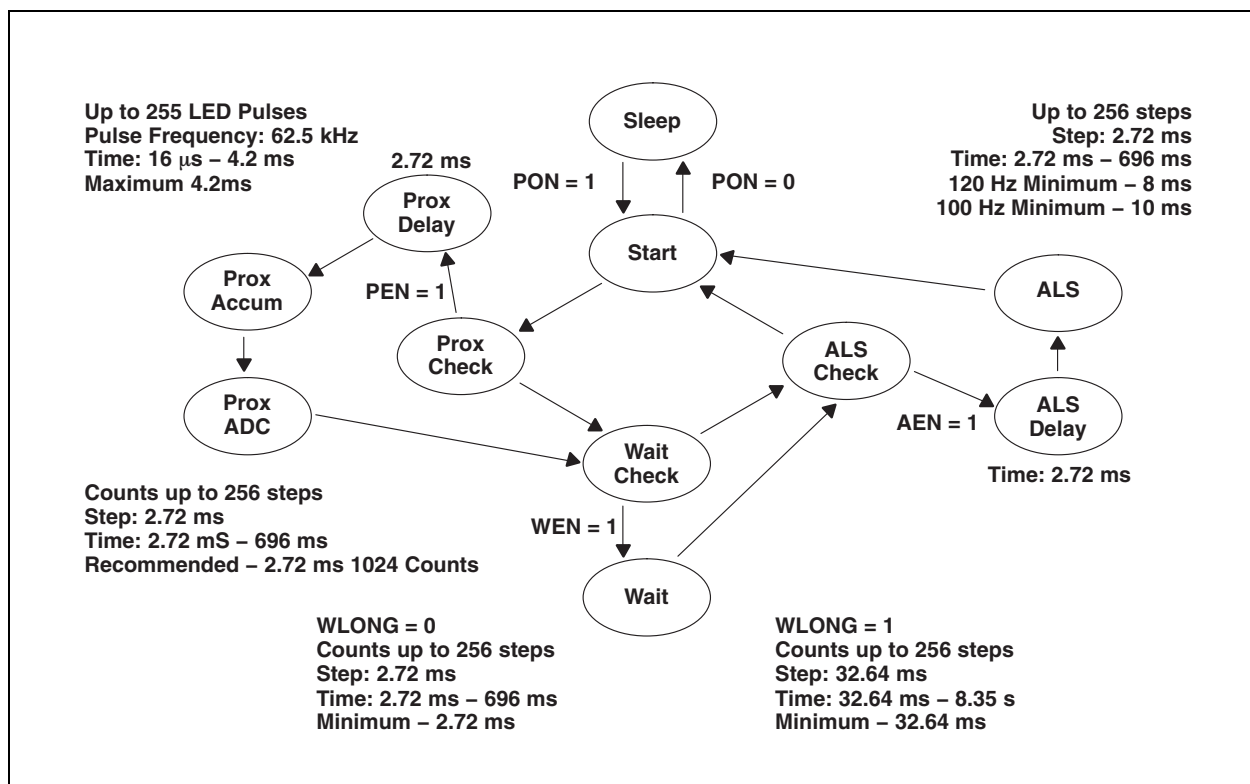 Up to 255 LED Pulses
Pulse Frequency: 62.5 kHz
Time: 16 μs – 4.2 ms
Maximum 4.2ms
2.72 ms
Prox
Delay
Sleep
PON = 1
PON = 0
Up to 256 steps
Step: 2.72 ms
Time: 2.72 ms – 696 ms
120 Hz Minimum – 8 ms
100 Hz Minimum – 10 ms
Start
Prox
Accum
PEN = 1
ALS
Prox
Check
ALS
Check
Prox
ADC
AEN = 1
ALS
Delay
Time: 2.72 ms
Wait
Check
Counts up to 256 steps
Step: 2.72 ms
Time: 2.72 mS – 696 ms
Recommended – 2.72 ms 1024 Counts
WEN = 1
Wait
WLONG = 0
Counts up to 256 steps
Step: 2.72 ms
Time: 2.72 ms – 696 ms
Minimum – 2.72 ms
WLONG = 1
Counts up to 256 steps
Step: 32.64 ms
Time: 32.64 ms – 8.35 s
Minimum – 32.64 ms